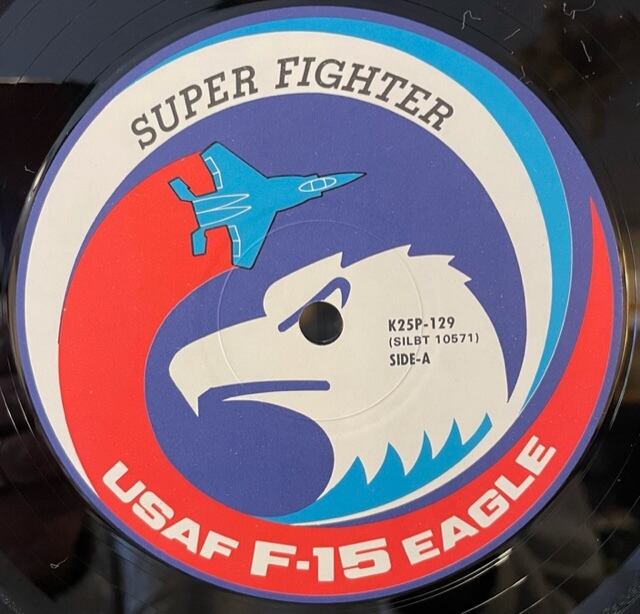 SUPER FIGHTER
K25P-129
(SILBT 10571)
SIDE-A
USAF F-15 EAGLE